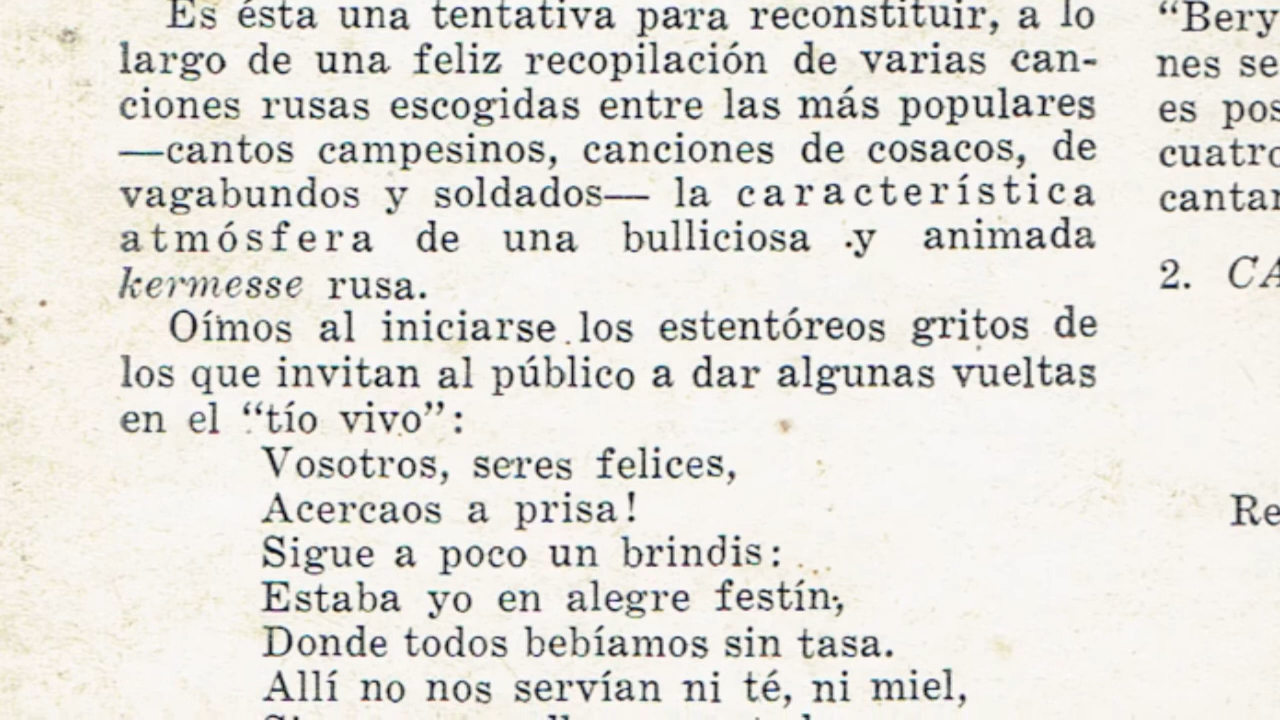 Es ésta una tentativa para reconstituir, a lo
largo de una feliz recopilación de varias can-
ciones rusas escogidas entre las más populares
—cantos campesinos, canciones de cosacos, de
vagabundos y soldados— la característica
atmósfera de una bulliciosa y animada
kermesse rusa.
Oímos al iniciarse los estentóreos gritos de
los que invitan al público a dar algunas vueltas
en el “tío vivo”:
Vosotros, seres felices,
Acercaos a prisa!
Sigue a poco un brindis:
Estaba yo en alegre festín,
Donde todos bebíamos sin tasa.
Allí no nos servían ni té, ni miel,
“Bery
nes se
es pos
cuatro
cantar
2. CA
Re